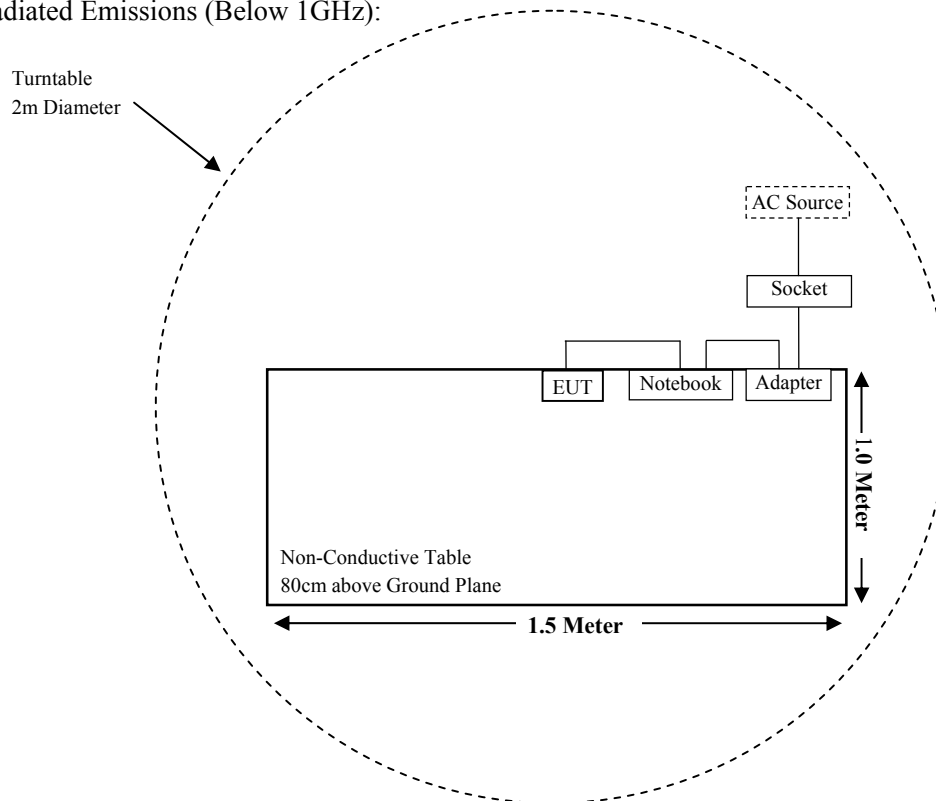 adiated Emissions (Below 1GHz):
Turntable
2m Diameter
AC Source
Socket
EUT
Notebook
Adapter
1.0 Meter
Non-Conductive Table
80cm above Ground Plane
1.5 Meter